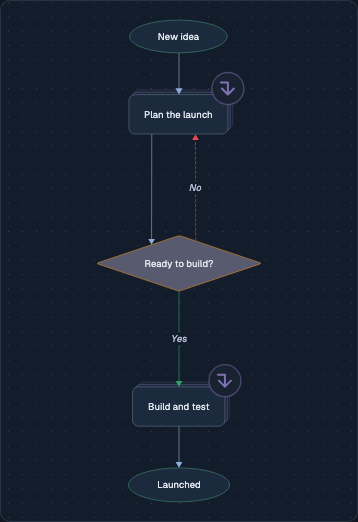 New idea
Plan the launch
No
Ready to build?
Yes
Build and test
Launched